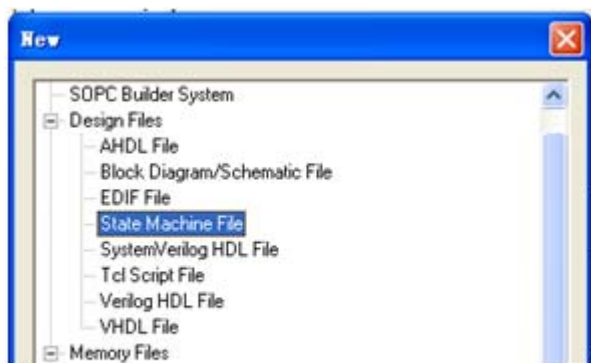 New
SOPC Builder System
Design Files
AHDL File
Block Diagram/Schematic File
EDIF File
State Machine File
SystemVerilog HDL File
Tcl Script File
Verilog HDL File
VHDL File
Memory Files